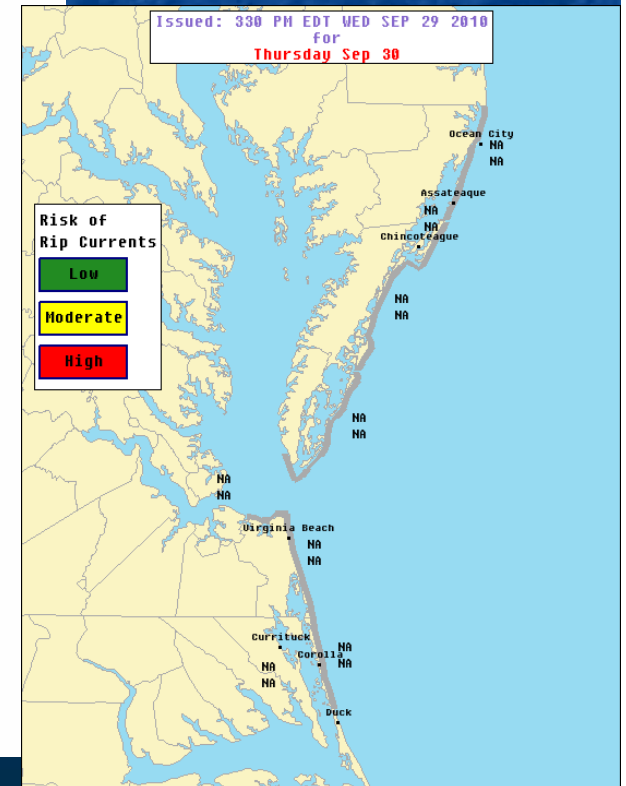 Issued: 330 PM EDT WED SEP 29 2010
for
Thursday Sep 30
Ocean City
NA
NA
Assateaque
NA
NA
Chincoteague
Risk of
Rip Currents
Low
Moderate
High
NA
NA
NA
NA
NA
NA
Virginia Beach
NA
NA
Currituck
Corolla
NA
NA
NA
NA
Duck